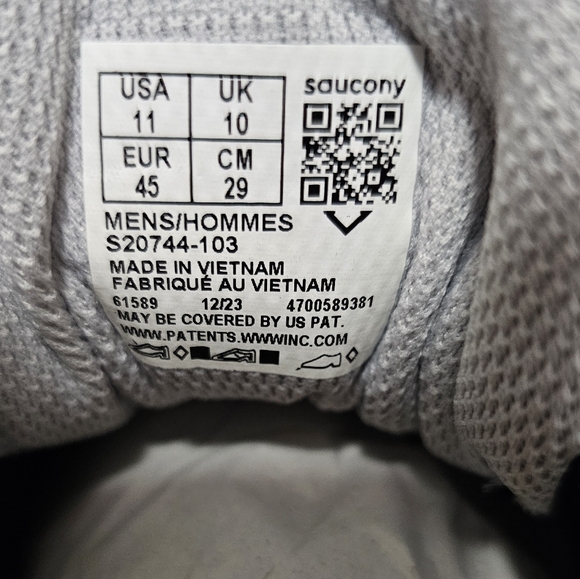 USA UK saucony
11 10
EUR CM
45 29
MENS/HOMMES
S20744-103
MADE IN VIETNAM
FABRIQUÉ AU VIETNAM
61589 12/23 4700589381
MAY BE COVERED BY US PAT.
WWW.PATENTS.WWWINC.COM